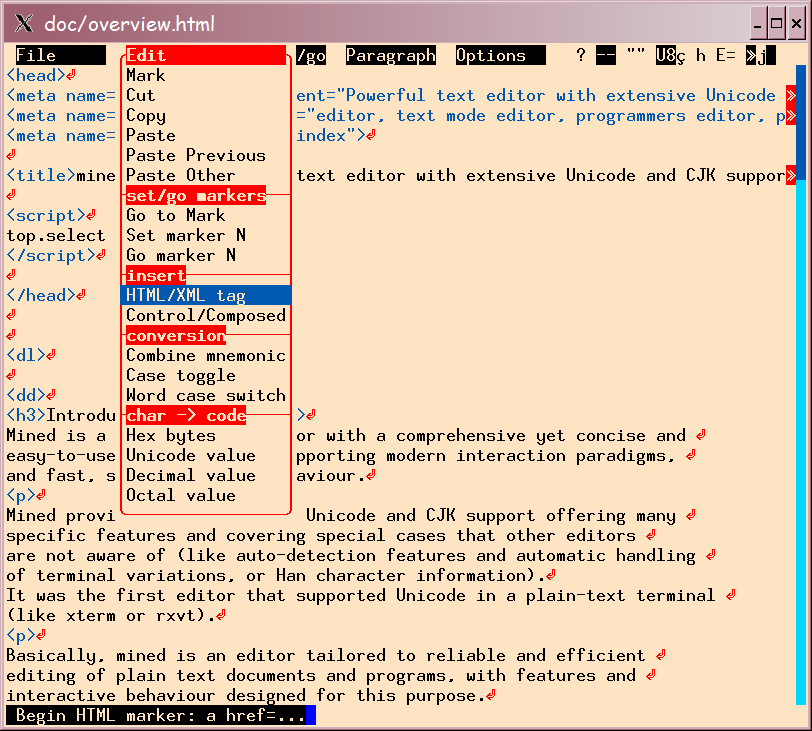 doc/overview.html
File Edit /go Paragraph Options ? -- "" U8ç h E= »j
<head>⏎ Mark
<meta name= Cut ent="Powerful text editor with extensive Unicode »
<meta name= Copy ="editor, text mode editor, programmers editor, p»
<meta name= Paste index">⏎
⏎ Paste Previous
<title>mine Paste Other text editor with extensive Unicode and CJK suppor»
⏎ set/go markers
<script>⏎ Go to Mark
top.select Set marker N
</script>⏎ Go marker N
⏎ insert
</head>⏎ HTML/XML tag
⏎ Control/Composed
⏎ conversion
<dl>⏎ Combine mnemonic
⏎ Case toggle
<dd>⏎ Word case switch
<h3>Introdu char -> code >⏎
Mined is a Hex bytes or with a comprehensive yet concise and ⏎
easy-to-use Unicode value pporting modern interaction paradigms, ⏎
and fast, s Decimal value aviour.⏎
<p>⏎ Octal value
Mined provi Unicode and CJK support offering many ⏎
specific features and covering special cases that other editors ⏎
are not aware of (like auto-detection features and automatic handling ⏎
of terminal variations, or Han character information).⏎
It was the first editor that supported Unicode in a plain-text terminal ⏎
(like xterm or rxvt).⏎
<p>⏎
Basically, mined is an editor tailored to reliable and efficient ⏎
editing of plain text documents and programs, with features and ⏎
interactive behaviour designed for this purpose.⏎
Begin HTML marker: a href=...